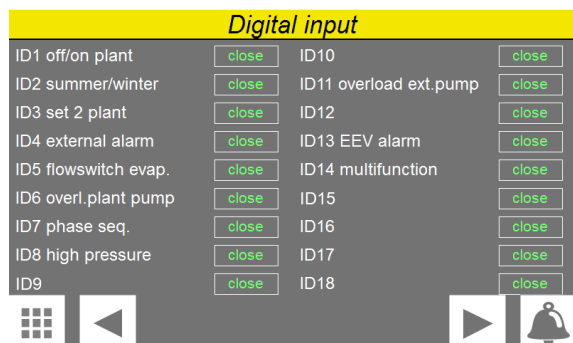 Digital input
ID1 off/on plant close ID10 close
ID2 summer/winter close ID11 overload ext.pump close
ID3 set 2 plant close ID12 close
ID4 external alarm close ID13 EEV alarm close
ID5 flowswitch evap. close ID14 multifunction close
ID6 overl.plant pump close ID15 close
ID7 phase seq. close ID16 close
ID8 high pressure close ID17 close
ID9 close ID18 close